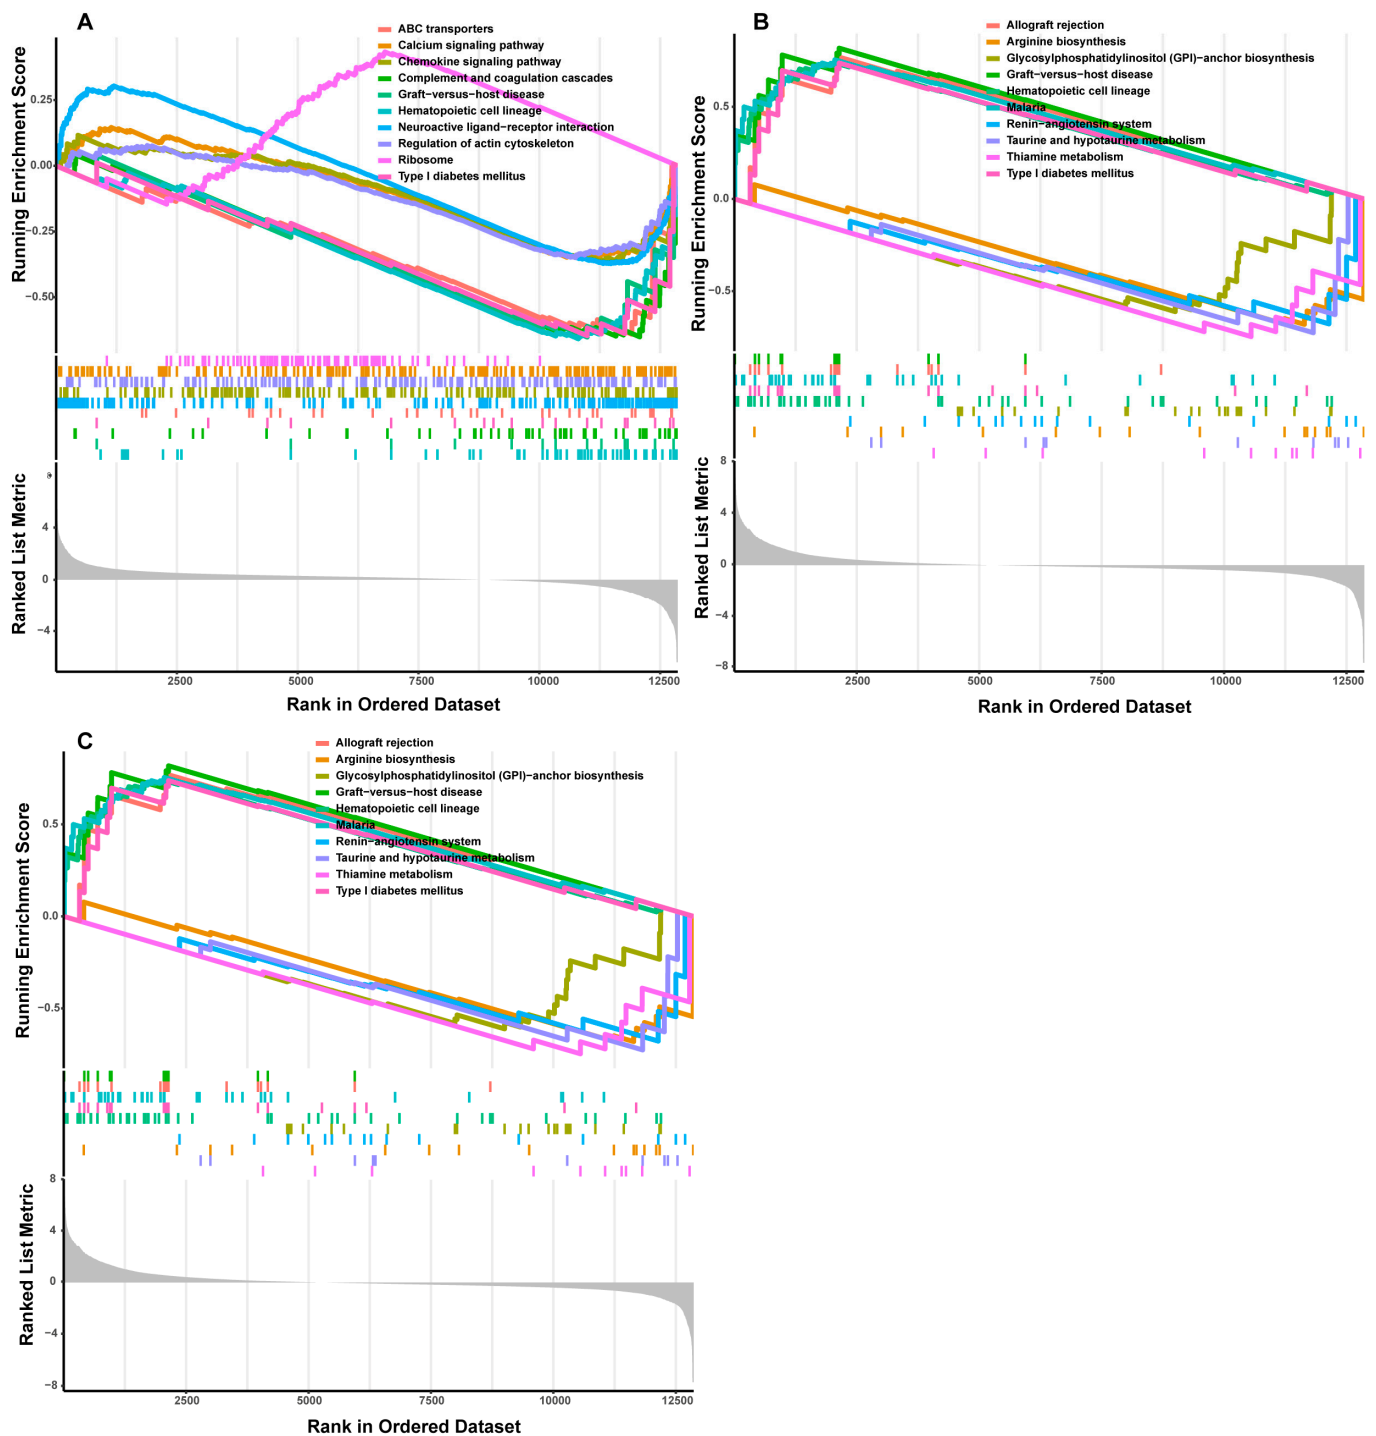 A
ABC transporters
Calcium signaling pathway
Chemokine signaling pathway
Complement and coagulation cascades
Graft−versus−host disease
Hematopoietic cell lineage
Neuroactive ligand−receptor interaction
Regulation of actin cytoskeleton
Ribosome
Type I diabetes mellitus
Running Enrichment Score
0.25
0.00
−0.25
−0.50
Ranked List Metric
4
0
−4
2500
5000
7500
10000
12500
Rank in Ordered Dataset
B
Allograft rejection
Arginine biosynthesis
Glycosylphosphatidylinositol (GPI)−anchor biosynthesis
Graft−versus−host disease
Hematopoietic cell lineage
Malaria
Renin−angiotensin system
Taurine and hypotaurine metabolism
Thiamine metabolism
Type I diabetes mellitus
Running Enrichment Score
0.5
0.0
−0.5
Ranked List Metric
8
4
0
−4
−8
2500
5000
7500
10000
12500
Rank in Ordered Dataset
C
Allograft rejection
Arginine biosynthesis
Glycosylphosphatidylinositol (GPI)−anchor biosynthesis
Graft−versus−host disease
Hematopoietic cell lineage
Malaria
Renin−angiotensin system
Taurine and hypotaurine metabolism
Thiamine metabolism
Type I diabetes mellitus
Running Enrichment Score
0.5
0.0
−0.5
Ranked List Metric
8
4
0
−4
−8
2500
5000
7500
10000
12500
Rank in Ordered Dataset